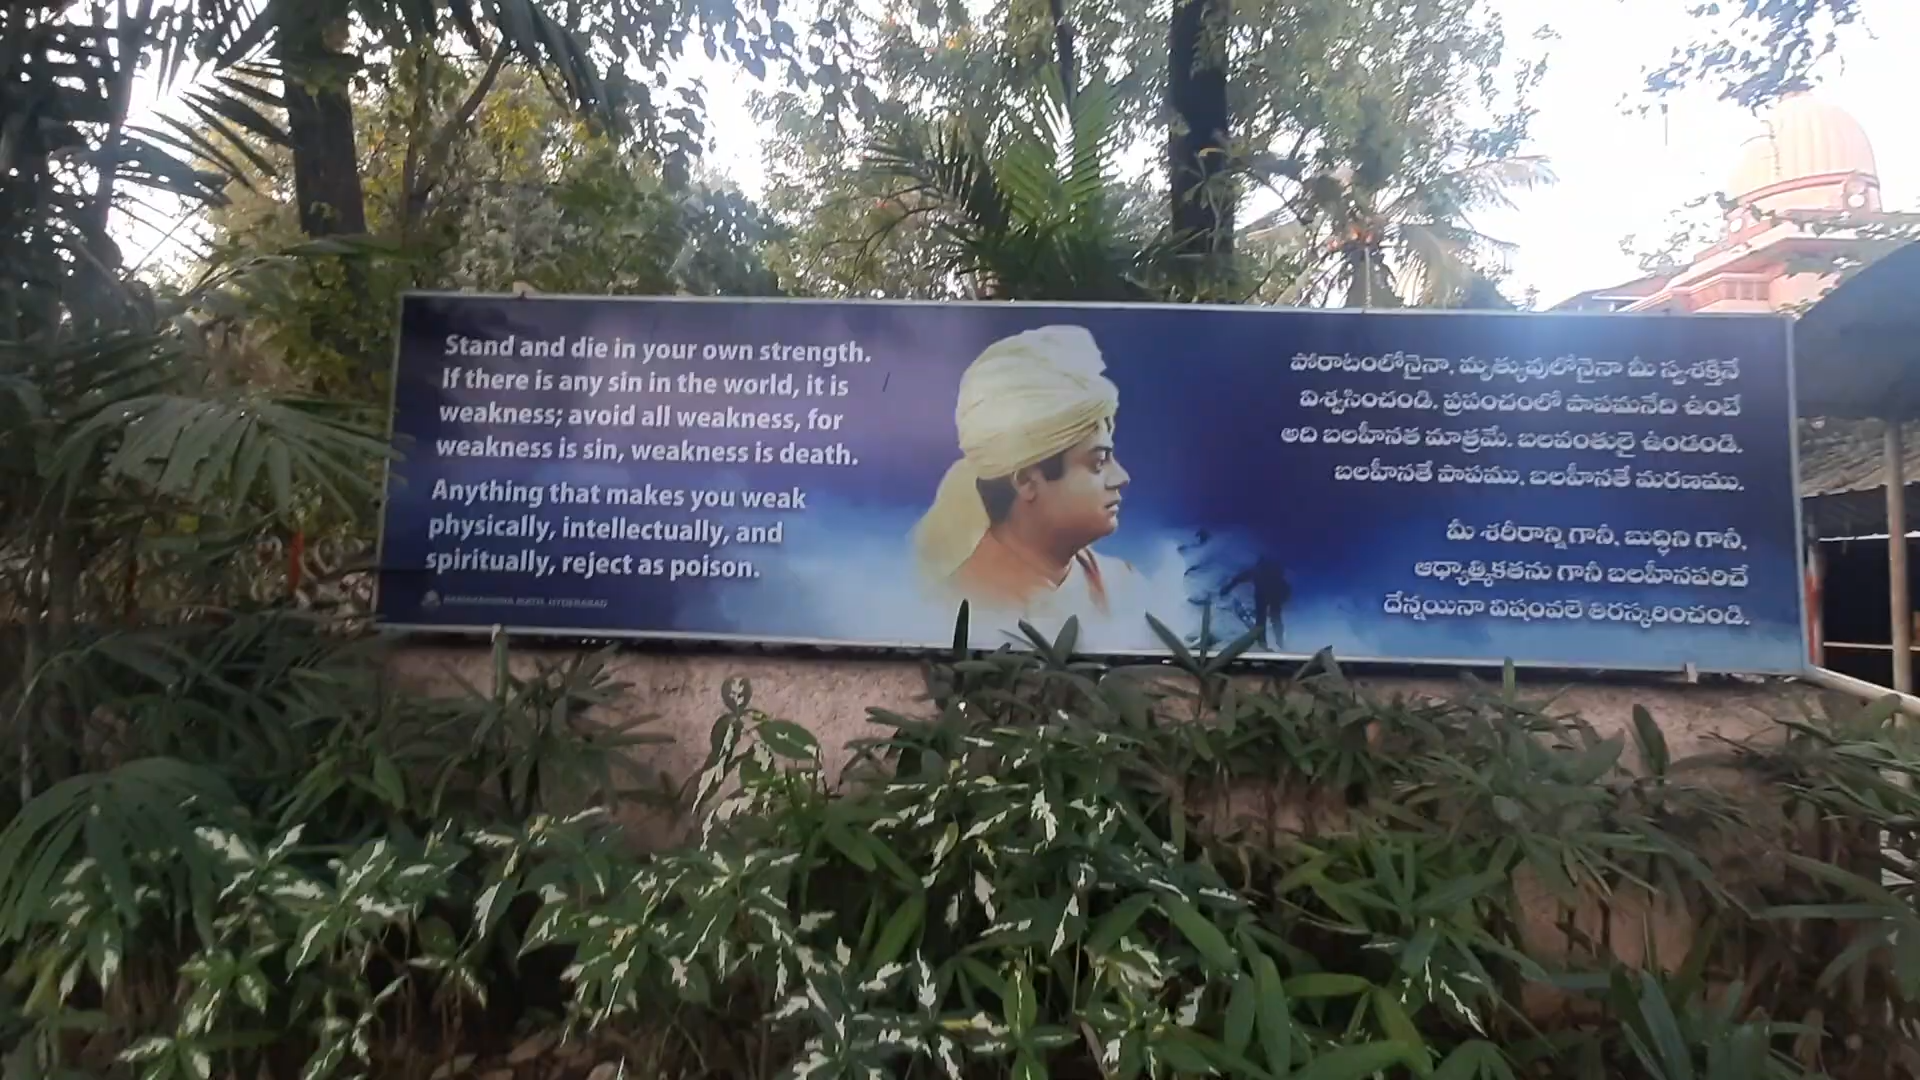 Stand and die in your own strength.
If there is any sin in the world, it is
weakness; avoid all weakness, for
weakness is sin, weakness is death.
Anything that makes you weak
physically, intellectually, and
spiritually, reject as poison.
RAMAKRISHNA MATH, HYDERABAD
పోరాటంలోనైనా, మృత్యువులోనైనా మీ స్వశక్తినే
విశ్వసించండి. ప్రపంచంలో పాపమనేది ఉంటే
అది బలహీనత మాత్రమే. బలవంతులై ఉండండి.
బలహీనతే పాపము, బలహీనతే మరణము.
మీ శరీరాన్ని గానీ, బుద్ధిని గానీ,
ఆధ్యాత్మికతను గానీ బలహీనపరిచే
దేన్నయినా విషంవలె తిరస్కరించండి.